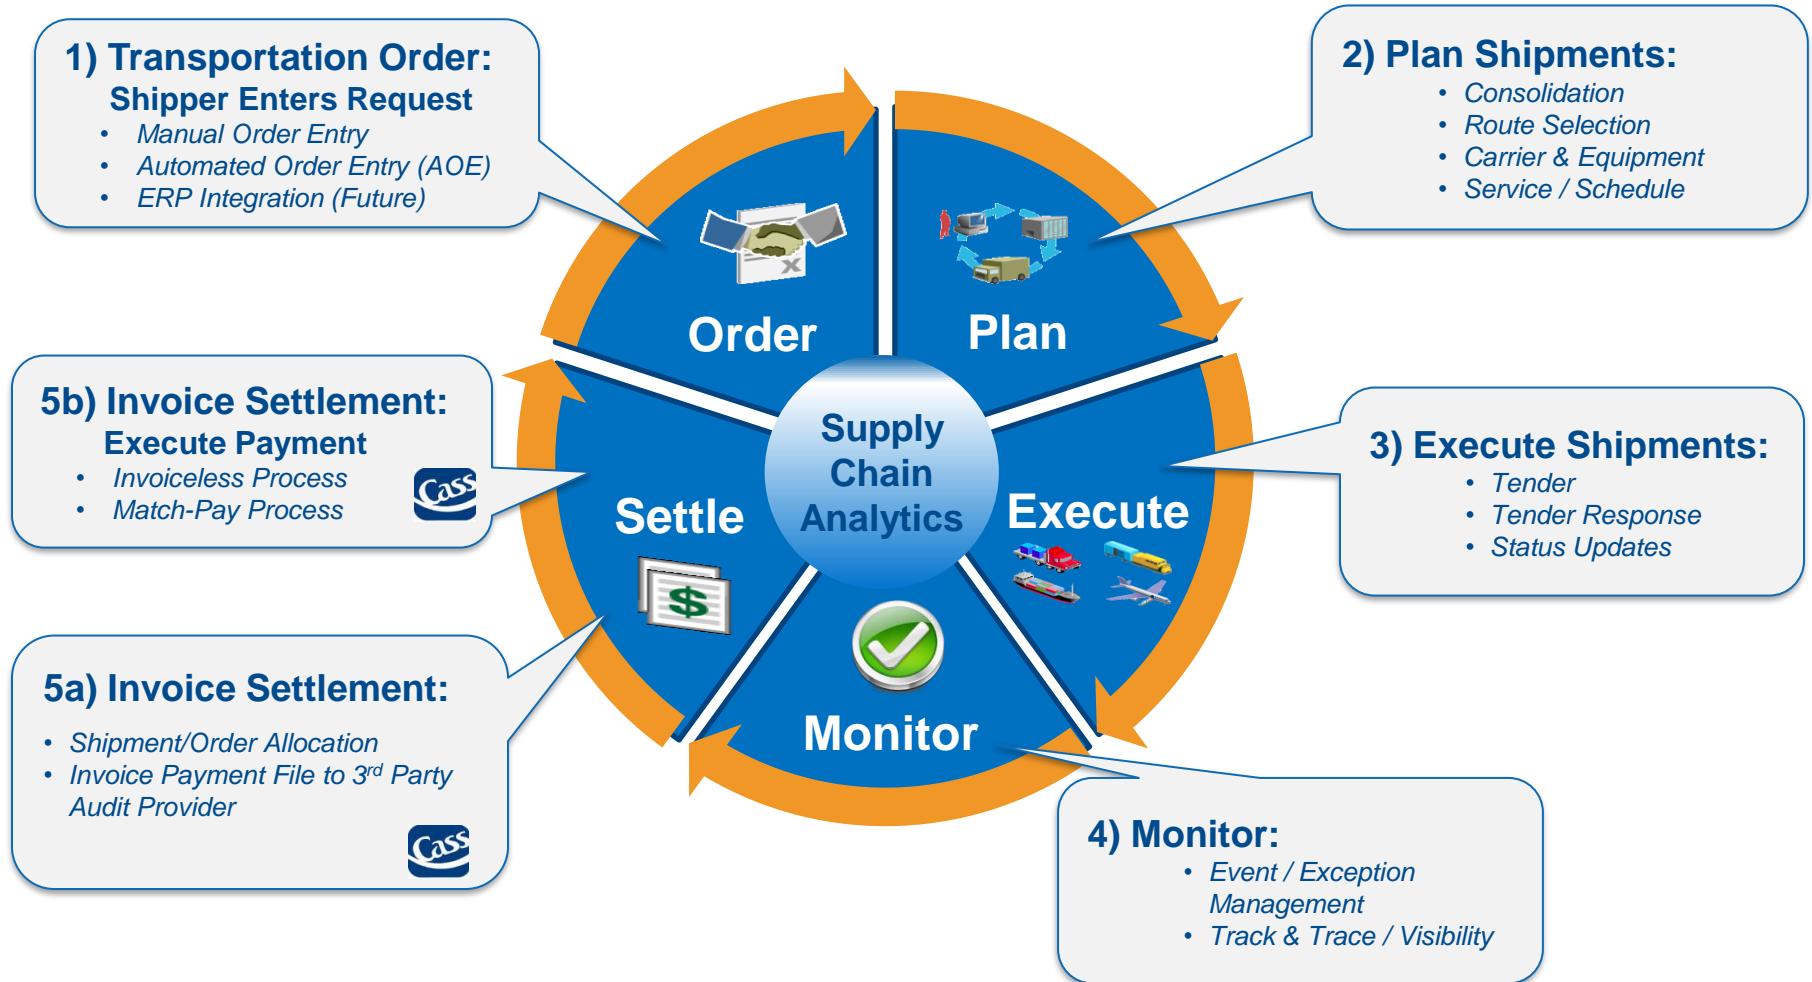 1) Transportation Order:
Shipper Enters Request
• Manual Order Entry
• Automated Order Entry (AOE)
• ERP Integration (Future)
2) Plan Shipments:
• Consolidation
• Route Selection
• Carrier & Equipment
• Service / Schedule
Order
Plan
5b) Invoice Settlement:
Execute Payment
• Invoiceless Process
• Match-Pay Process
Cass
Supply
Chain
Analytics
3) Execute Shipments:
• Tender
• Tender Response
• Status Updates
Settle
Execute
$
X
Monitor
5a) Invoice Settlement:
• Shipment/Order Allocation
• Invoice Payment File to 3rd Party
Audit Provider
Cass
4) Monitor:
• Event / Exception
Management
• Track & Trace / Visibility